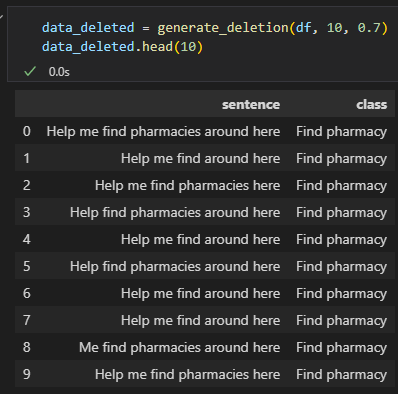 data_deleted = generate_deletion(df, 10, 0.7)
data_deleted.head(10)
0.0s
sentence class
0 Help me find pharmacies around here Find pharmacy
1 Help me find around here Find pharmacy
2 Help me find pharmacies here Find pharmacy
3 Help find pharmacies around here Find pharmacy
4 Help me find around here Find pharmacy
5 Help find pharmacies around here Find pharmacy
6 Help me find around here Find pharmacy
7 Help me find around here Find pharmacy
8 Me find pharmacies around here Find pharmacy
9 Help me find pharmacies here Find pharmacy